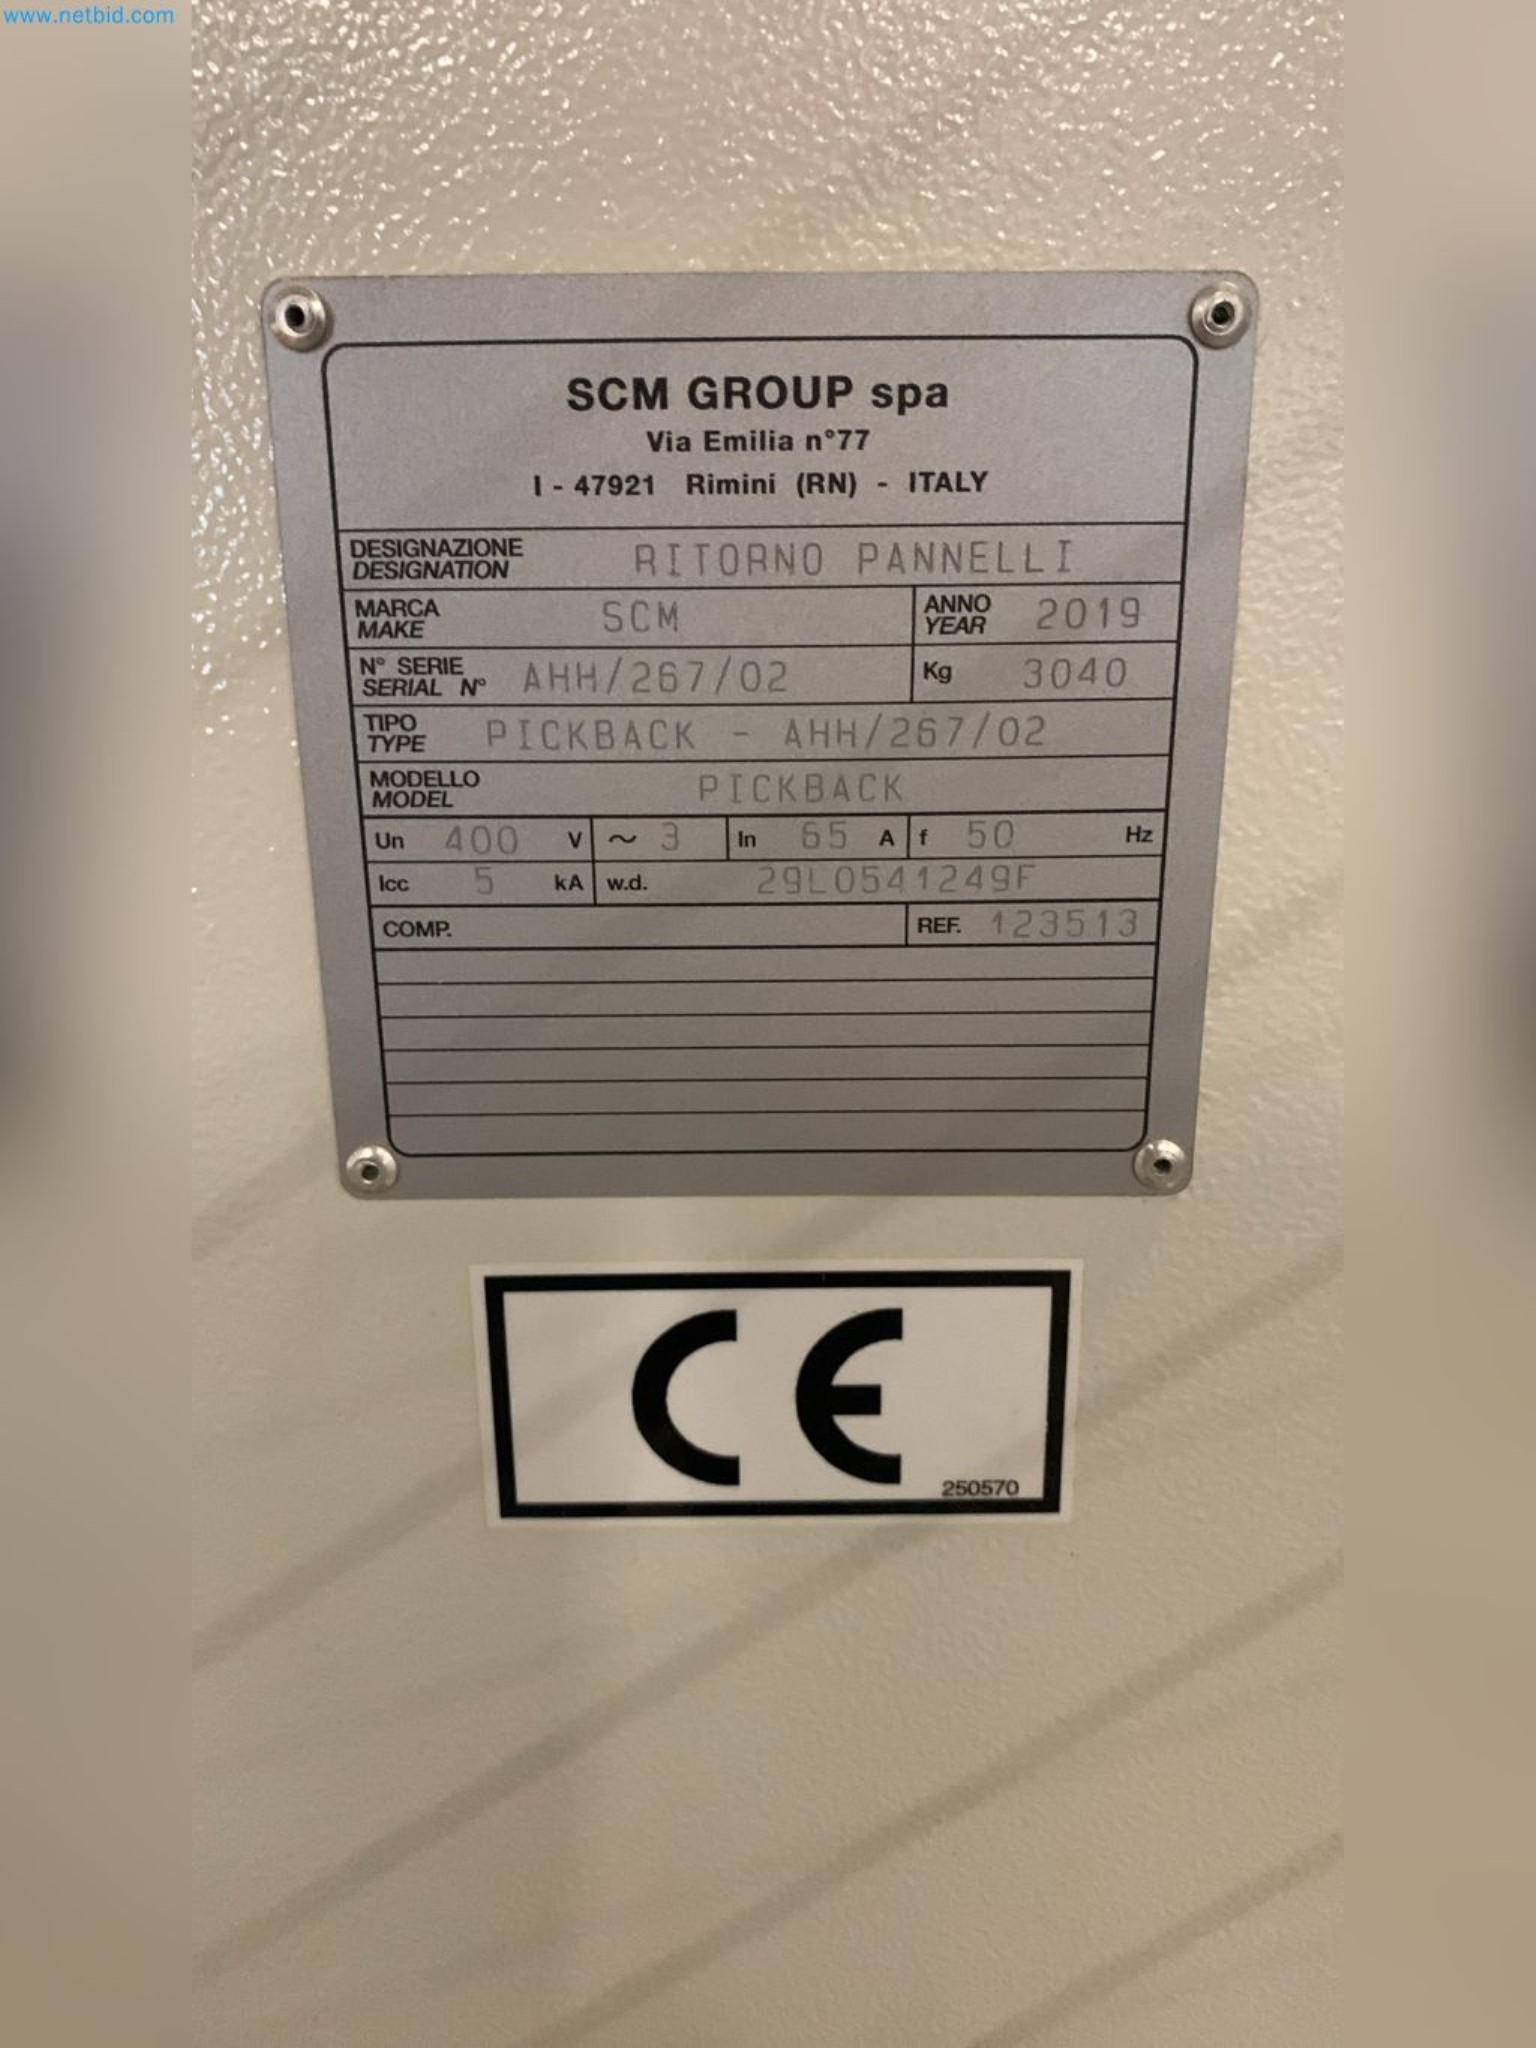 www.netbid.com
SCM GROUP spa
Via Emilia n°77
I - 47921 Rimini (RN) - ITALY
DESIGNAZIONE
DESIGNATION
RITORNO PANNELLI
MARCA
MAKE
SCM
ANNO
YEAR
2019
N° SERIE
SERIAL N°
AHH/267/02
Kg 3040
TIPO
TYPE
PICKBACK - AHH/267/02
MODELLO
MODEL
PICKBACK
Un 400 V ~ 3 In 65 A f 50 Hz
Icc 5 kA w.d. 29L0541249F
COMP. REF. 123513
CE
250570